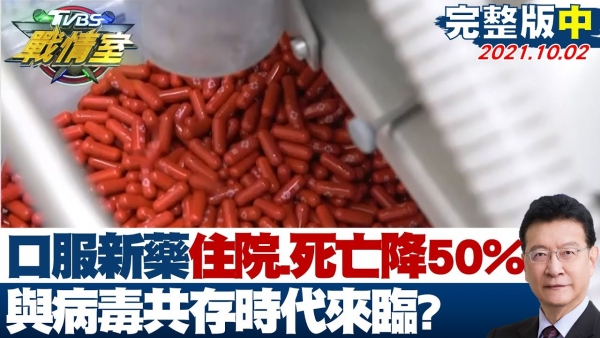 TVBS
戰情室
完整版中
2021.10.02
口服新藥住院.死亡降50%
與病毒共存時代來臨?